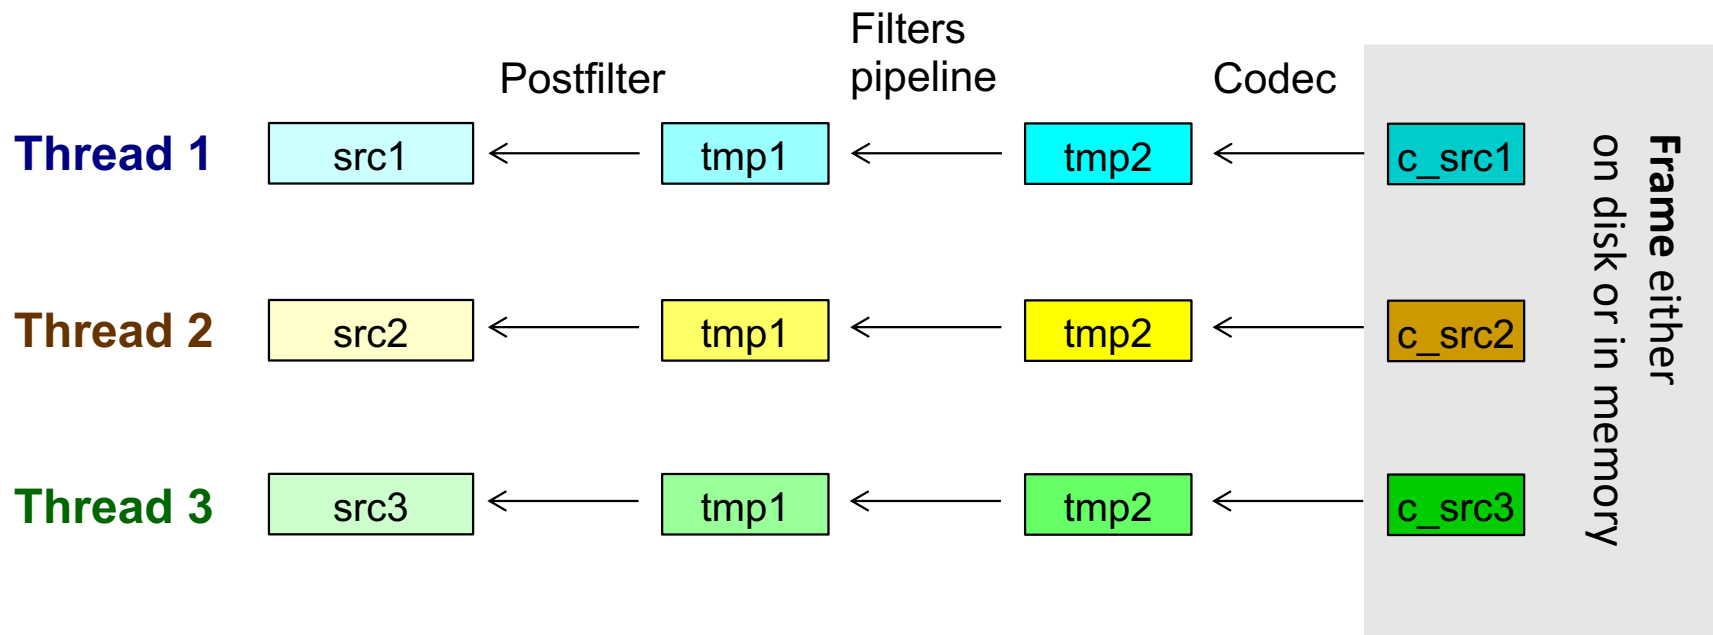 Postfilter
Filters
pipeline
Codec
Thread 1
src1
tmp1
tmp2
c_src1
Thread 2
src2
tmp1
tmp2
c_src2
Thread 3
src3
tmp1
tmp2
c_src3
Frame either
on disk or in memory